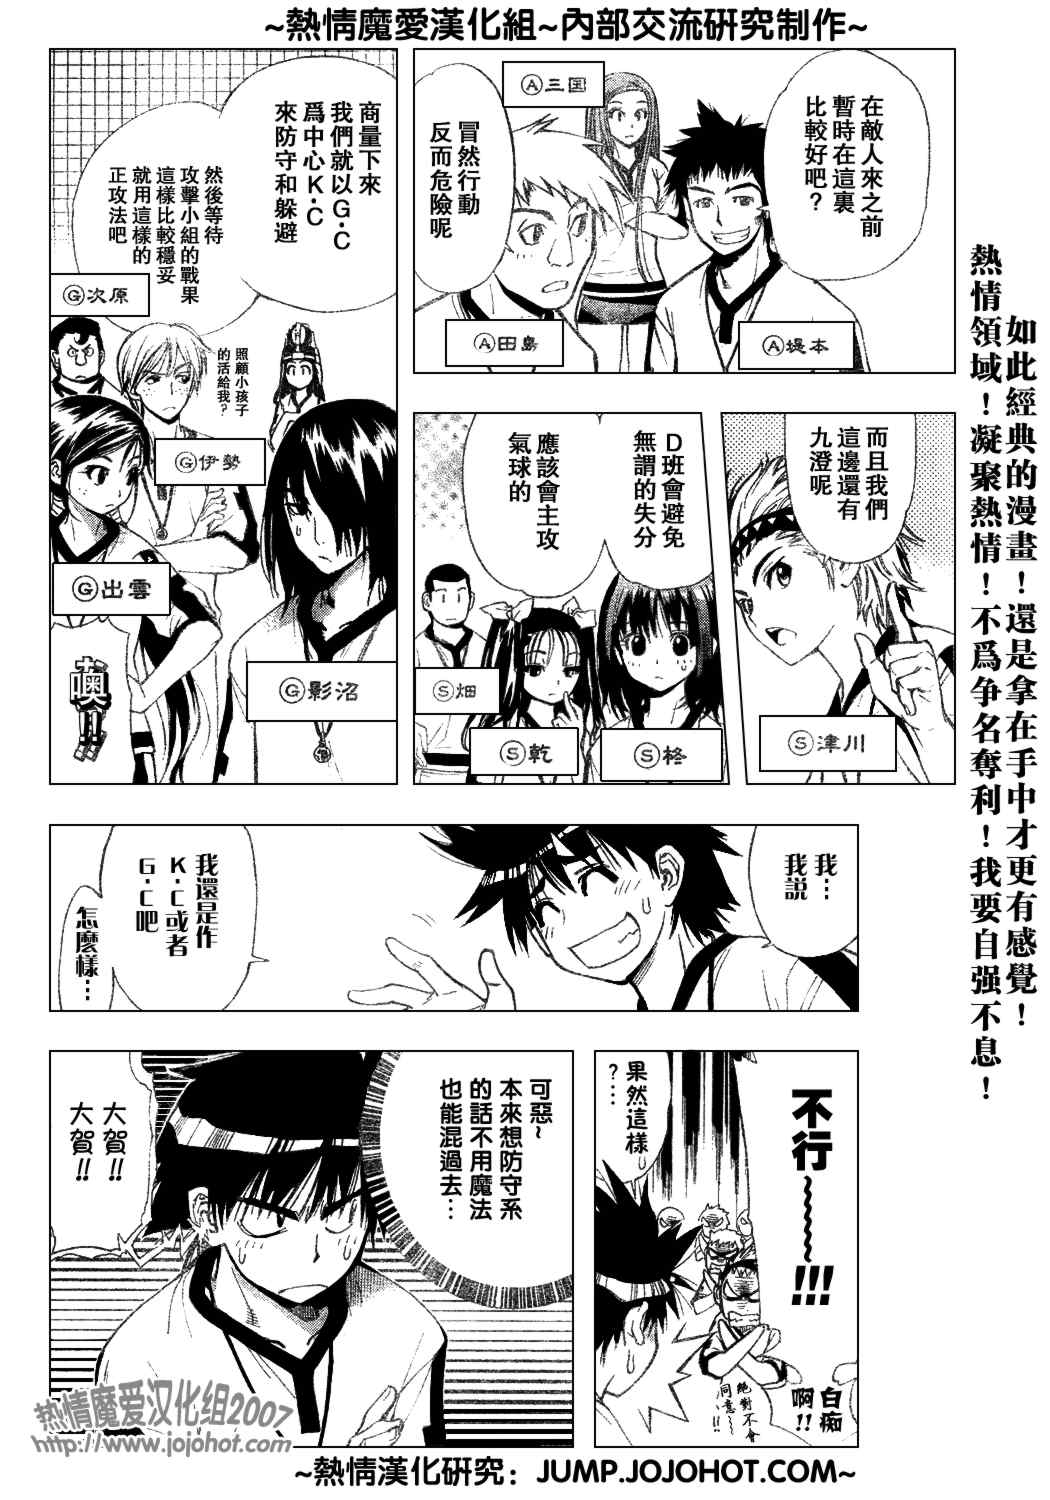 ~熱情魔愛漢化組~內部交流研究制作~
在敵人來之前
暫時在這裏
比較好吧？
Ⓐ三国
冒然行動
反而危險呢
Ⓐ田島
Ⓐ堤本
商量下來
我們就以G·C
爲中心K·C
來防守和躲避
然後等待
攻擊小組的戰果
這樣比較穩妥
就用這樣的
正攻法吧
Ⓖ次原
照顧小孩子
的活給我？
Ⓖ伊勢
Ⓖ出雲
Ⓖ影沼
噢!!
而且我們
這邊還有
九澄呢
Ⓢ津川
D班會避免
無謂的失分
應該會主攻
氣球的
Ⓢ畑
Ⓢ乾
Ⓢ柊
我…
我説
我還是作
K·C或者
G·C吧
怎麼樣…
不行~~~!!!
果然這樣
？…
絶對不會
同意~!!
白痴
啊!!
可惡~
本來想防守系
的話不用魔法
也能混過去…
大賀!!
大賀!!
如此經典的漫畫！還是拿在手中才更有感覺！
熱情領域！凝聚熱情！不爲争名奪利！我要自强不息！
热情魔爱汉化组2007
http://www.jojohot.com
~熱情漢化研究：JUMP.JOJOHOT.COM~